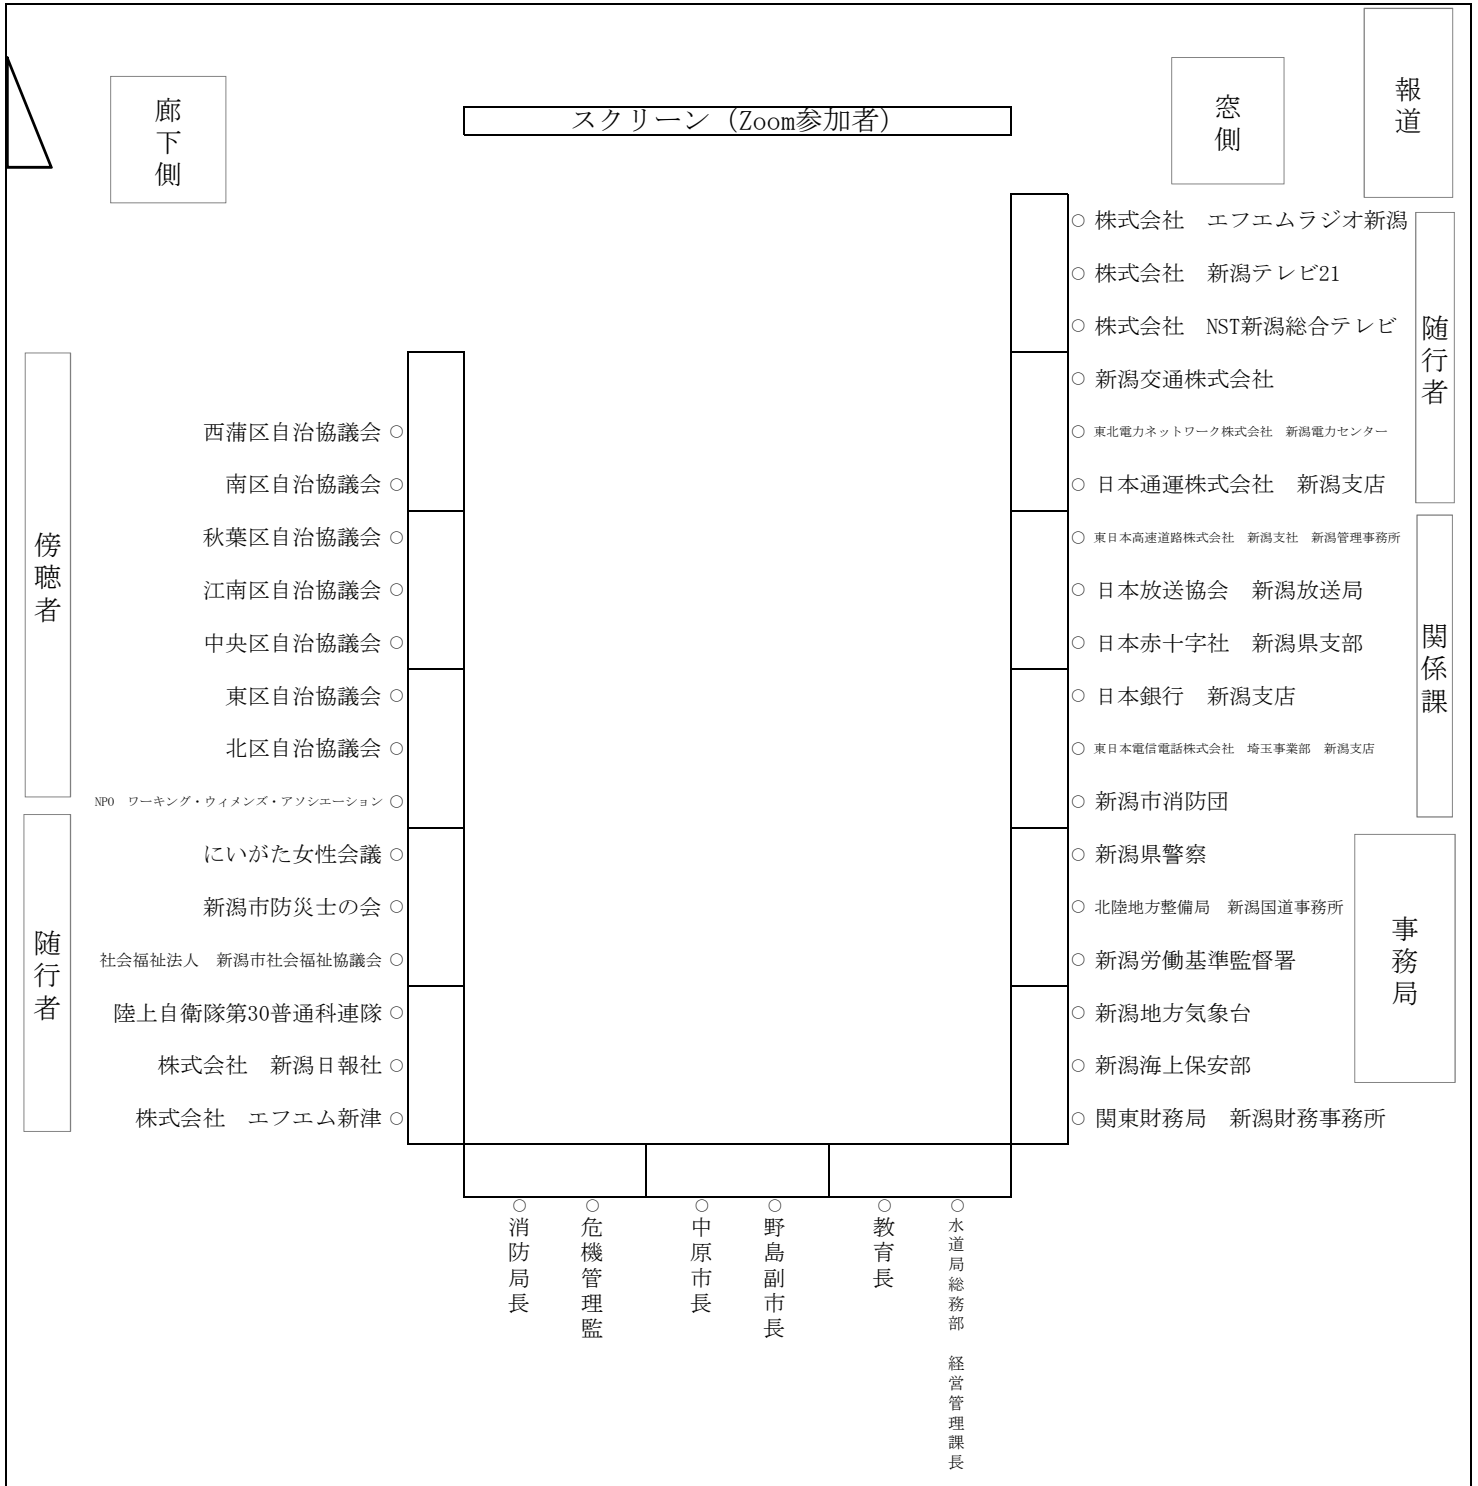 報道
廊下側
スクリーン（Zoom参加者）
窓側
○ 株式会社　エフエムラジオ新潟
○ 株式会社　新潟テレビ21
○ 株式会社　NST新潟総合テレビ
○ 新潟交通株式会社
○ 東北電力ネットワーク株式会社　新潟電力センター
○ 日本通運株式会社　新潟支店
○ 東日本高速道路株式会社　新潟支社　新潟管理事務所
○ 日本放送協会　新潟放送局
○ 日本赤十字社　新潟県支部
○ 日本銀行　新潟支店
○ 東日本電信電話株式会社　埼玉事業部　新潟支店
○ 新潟市消防団
○ 新潟県警察
○ 北陸地方整備局　新潟国道事務所
○ 新潟労働基準監督署
○ 新潟地方気象台
○ 新潟海上保安部
○ 関東財務局　新潟財務事務所
随行者
関係課
事務局
傍聴者
随行者
西蒲区自治協議会 ○
南区自治協議会 ○
秋葉区自治協議会 ○
江南区自治協議会 ○
中央区自治協議会 ○
東区自治協議会 ○
北区自治協議会 ○
NPO　ワーキング・ウィメンズ・アソシエーション ○
にいがた女性会議 ○
新潟市防災士の会 ○
社会福祉法人　新潟市社会福祉協議会 ○
陸上自衛隊第30普通科連隊 ○
株式会社　新潟日報社 ○
株式会社　エフエム新津 ○
○消防局長
○危機管理監
○中原市長
○野島副市長
○教育長
○水道局総務部　経営管理課長